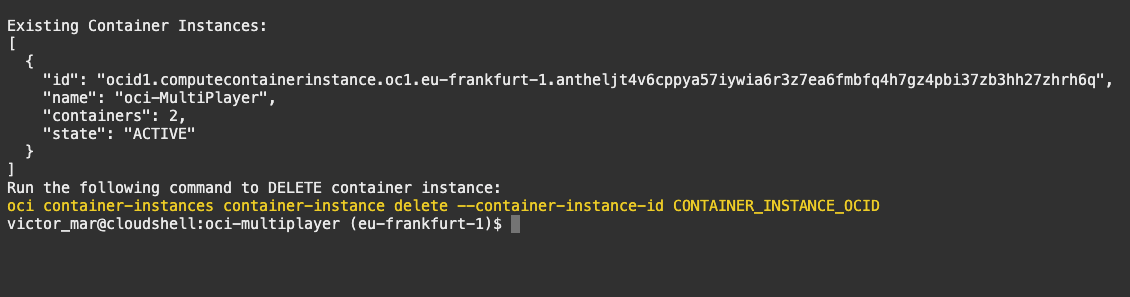 Existing Container Instances:
[
  {
    "id": "ocid1.computecontainerinstance.oc1.eu-frankfurt-1.antheljt4v6cppya57iywia6r3z7ea6fmbfq4h7gz4pbi37zb3hh27zhrh6q",
    "name": "oci-MultiPlayer",
    "containers": 2,
    "state": "ACTIVE"
  }
]
Run the following command to DELETE container instance:
oci container-instances container-instance delete --container-instance-id CONTAINER_INSTANCE_OCID
victor_mar@cloudshell:oci-multiplayer (eu-frankfurt-1)$